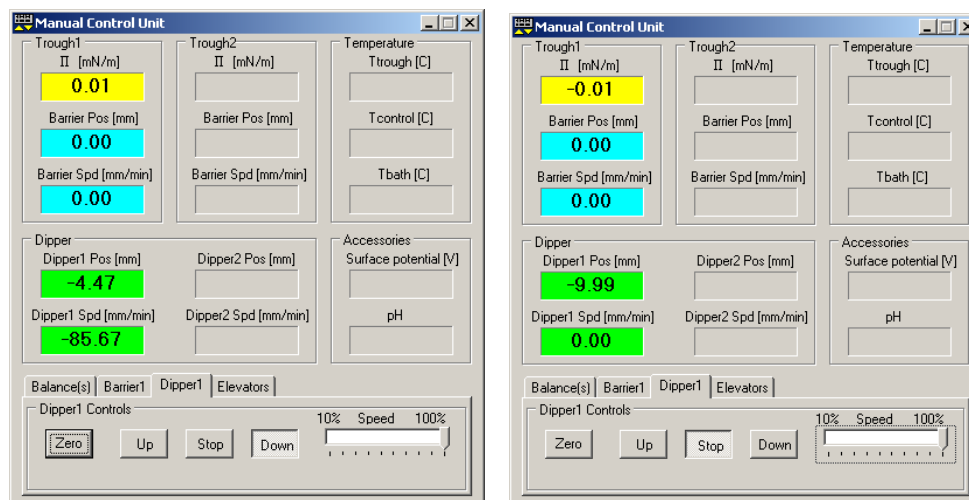 Manual Control Unit
Trough1
Π [mN/m]
0.01
Barrier Pos [mm]
0.00
Barrier Spd [mm/min]
0.00
Trough2
Π [mN/m]
Barrier Pos [mm]
Barrier Spd [mm/min]
Temperature
Ttrough [C]
Tcontrol [C]
Tbath [C]
Dipper
Dipper1 Pos [mm]
-4.47
Dipper1 Spd [mm/min]
-85.67
Dipper2 Pos [mm]
Dipper2 Spd [mm/min]
Accessories
Surface potential [V]
pH
Balance(s) Barrier1 Dipper1 Elevators
Dipper1 Controls
Zero Up Stop Down
10% Speed 100%
Manual Control Unit
Trough1
Π [mN/m]
-0.01
Barrier Pos [mm]
0.00
Barrier Spd [mm/min]
0.00
Trough2
Π [mN/m]
Barrier Pos [mm]
Barrier Spd [mm/min]
Temperature
Ttrough [C]
Tcontrol [C]
Tbath [C]
Dipper
Dipper1 Pos [mm]
-9.99
Dipper1 Spd [mm/min]
0.00
Dipper2 Pos [mm]
Dipper2 Spd [mm/min]
Accessories
Surface potential [V]
pH
Balance(s) Barrier1 Dipper1 Elevators
Dipper1 Controls
Zero Up Stop Down
10% Speed 100%